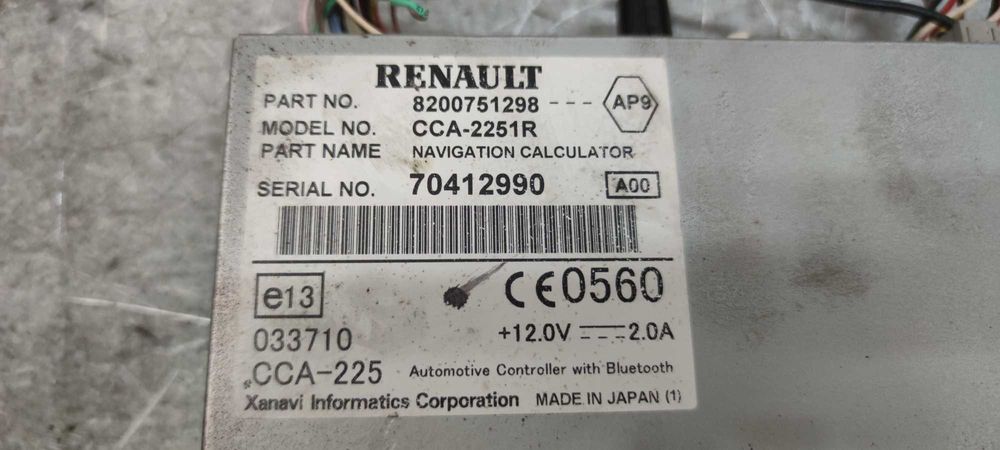 RENAULT
PART NO. 8200751298 --- AP9
MODEL NO. CCA-2251R
PART NAME NAVIGATION CALCULATOR
SERIAL NO. 70412990 A00
e13 CE0560
033710 +12.0V ⎓ 2.0A
CCA-225 Automotive Controller with Bluetooth
Xanavi Informatics Corporation MADE IN JAPAN (1)